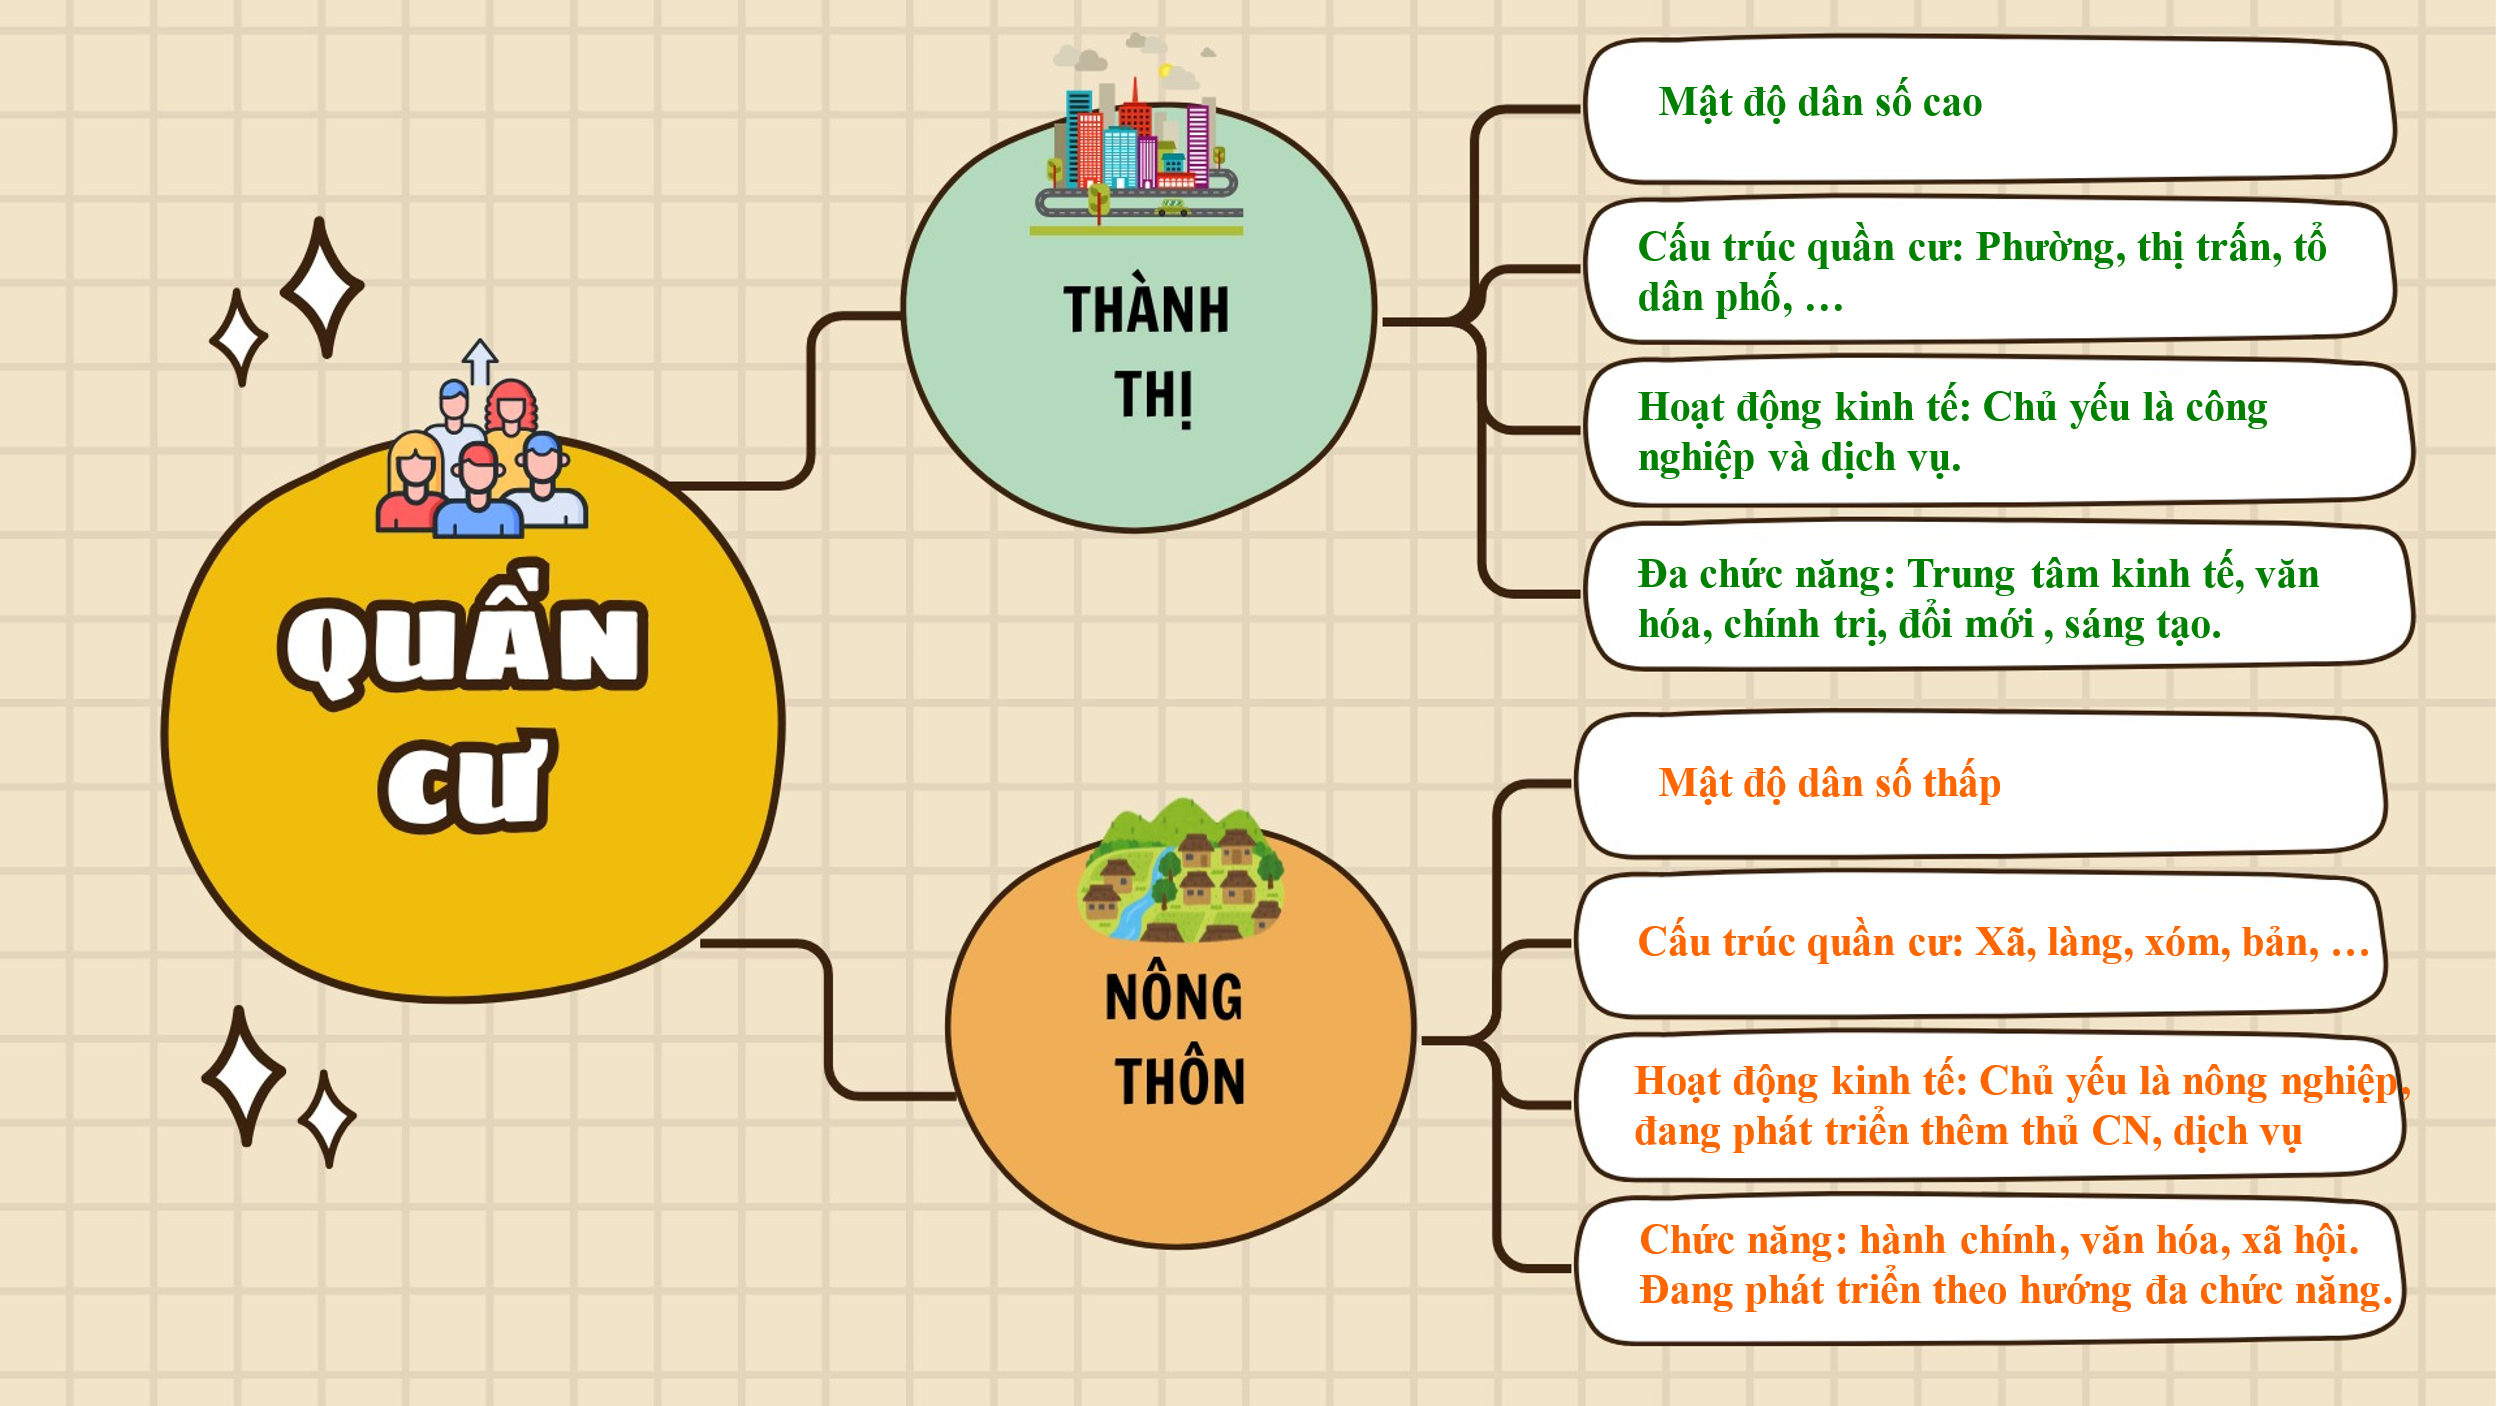 QUẦN
CƯ
THÀNH
THỊ
Mật độ dân số cao
Cấu trúc quần cư: Phường, thị trấn, tổ
dân phố, …
Hoạt động kinh tế: Chủ yếu là công
nghiệp và dịch vụ.
Đa chức năng: Trung tâm kinh tế, văn
hóa, chính trị, đổi mới , sáng tạo.
NÔNG
THÔN
Mật độ dân số thấp
Cấu trúc quần cư: Xã, làng, xóm, bản, …
Hoạt động kinh tế: Chủ yếu là nông nghiệp,
đang phát triển thêm thủ CN, dịch vụ
Chức năng: hành chính, văn hóa, xã hội.
Đang phát triển theo hướng đa chức năng.